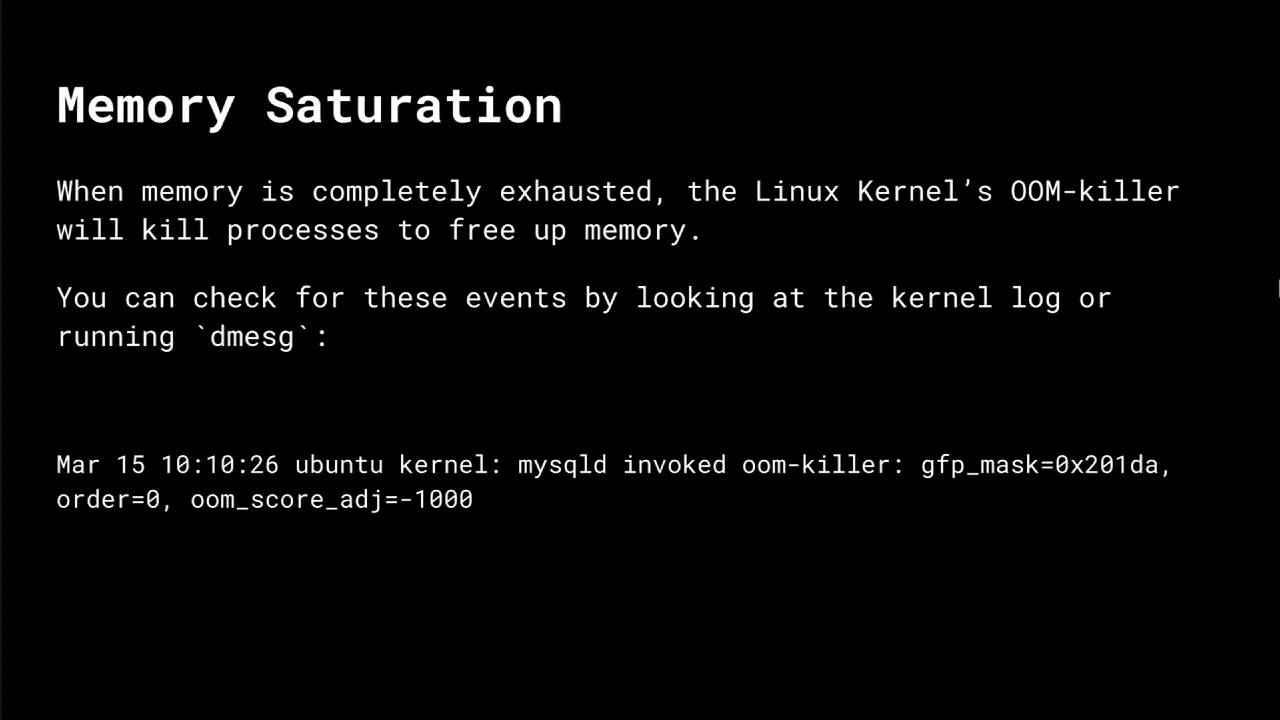 Memory Saturation
When memory is completely exhausted, the Linux Kernel’s OOM-killer
will kill processes to free up memory.
You can check for these events by looking at the kernel log or
running `dmesg`:
Mar 15 10:10:26 ubuntu kernel: mysqld invoked oom-killer: gfp_mask=0x201da,
order=0, oom_score_adj=-1000